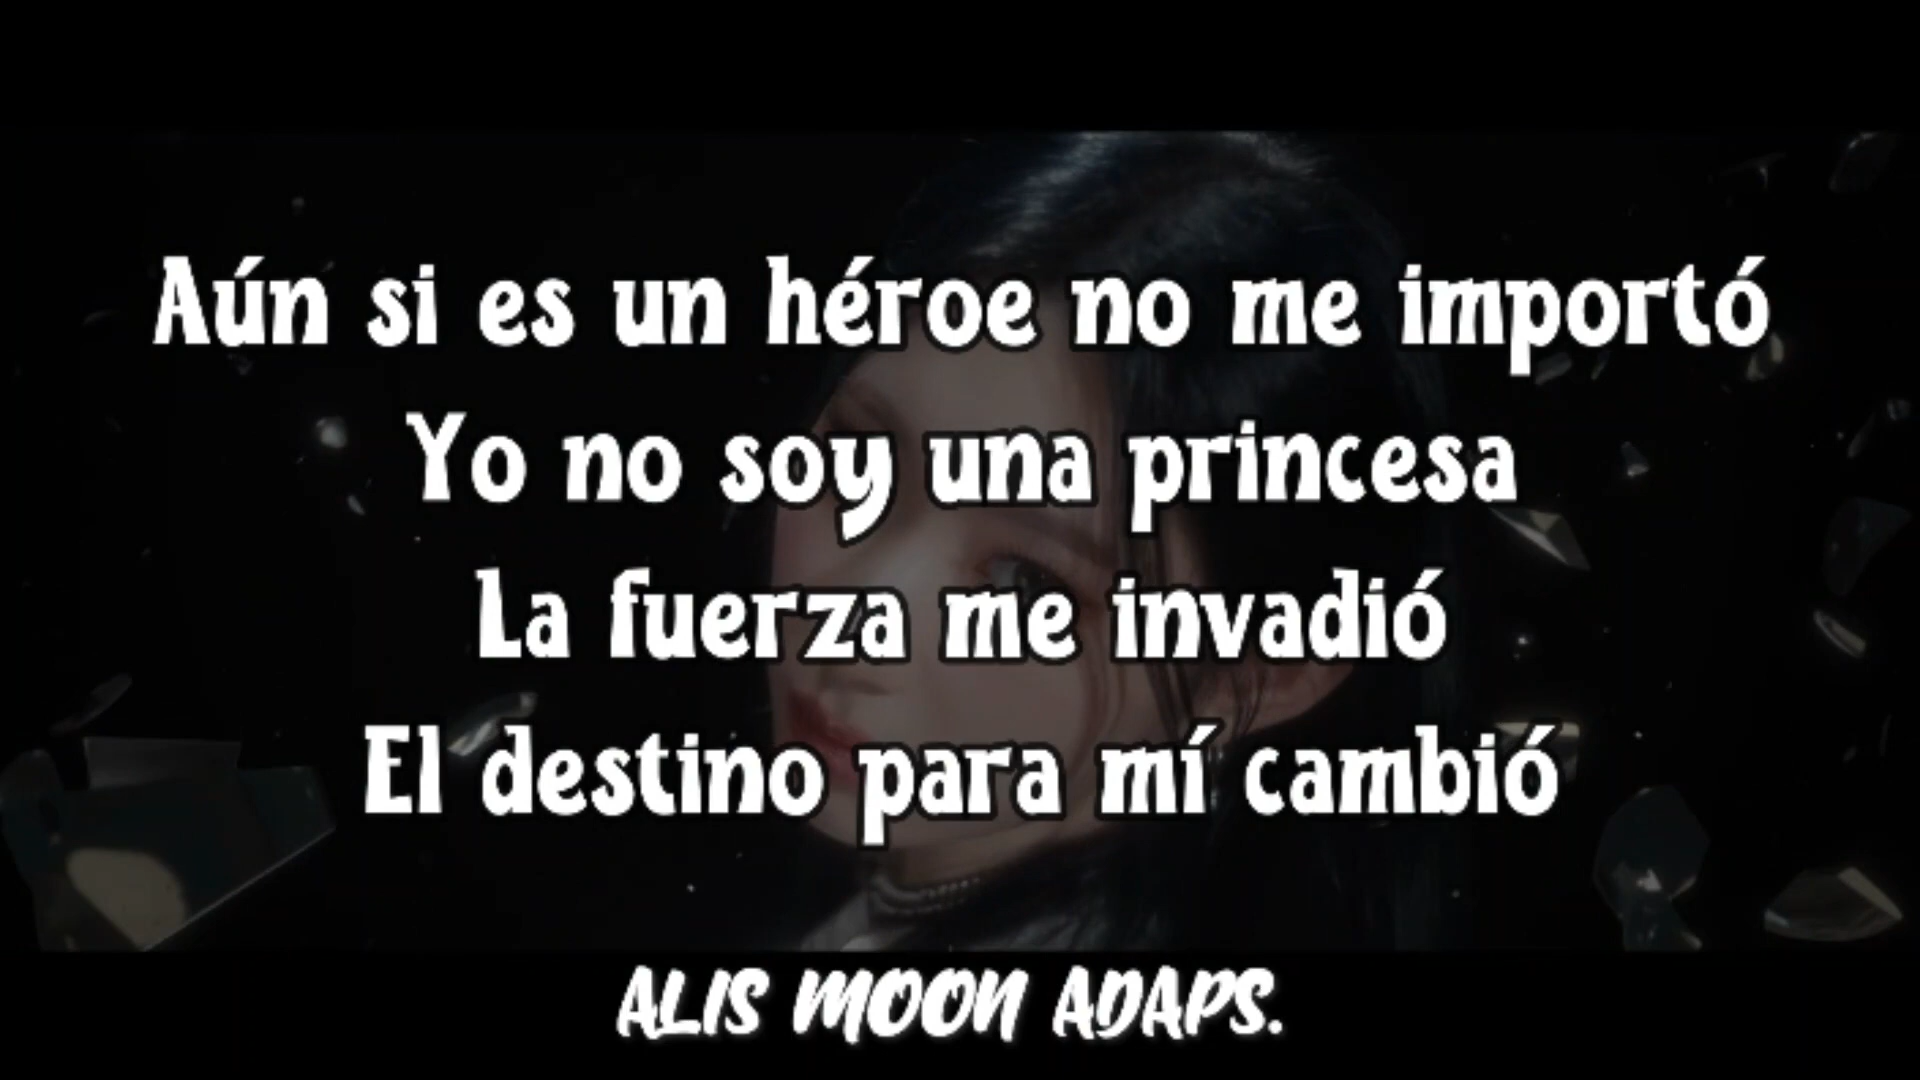 Aún si es un héroe no me importó
Yo no soy una princesa
La fuerza me invadió
El destino para mí cambió
ALIS MOON ADAPS.